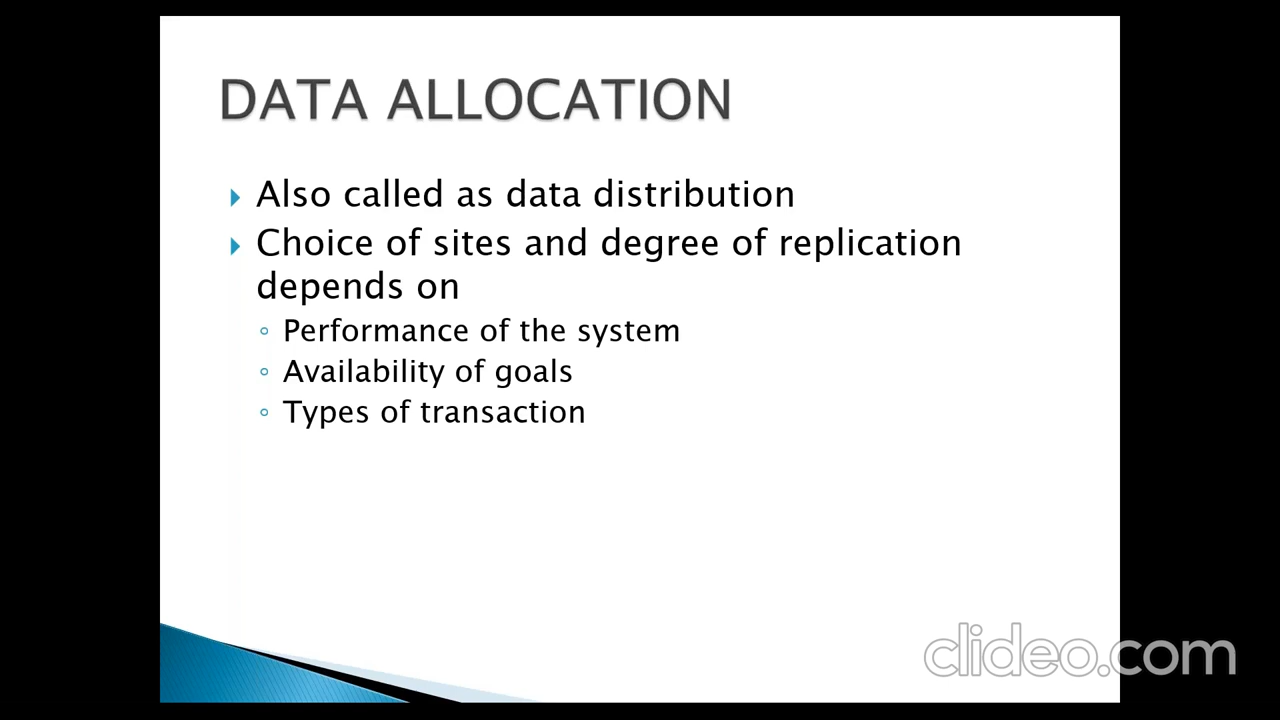 DATA ALLOCATION
Also called as data distribution
Choice of sites and degree of replication
depends on
Performance of the system
Availability of goals
Types of transaction
clideo.com